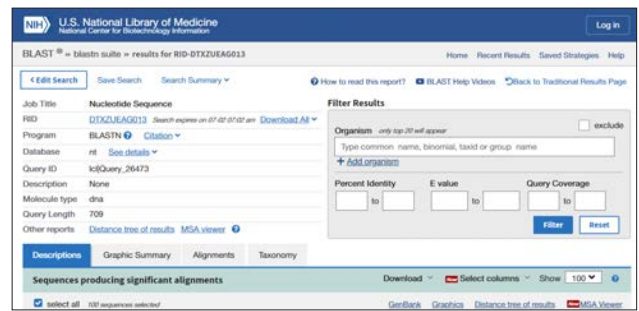 NIH U.S. National Library of Medicine
National Center for Biotechnology Information
Log in
BLAST ® » blastn suite » results for RID-DTXZUEAG013
Home Recent Results Saved Strategies Help
< Edit Search Save Search Search Summary
How to read this report? BLAST Help Videos Back to Traditional Results Page
Job Title Nucleotide Sequence
RID DTXZUEAG013 Search expires on 07-02 07:02 am Download All
Program BLASTN Citation
Database nt See details
Query ID lcl|Query_26473
Description None
Molecule type dna
Query Length 709
Other reports Distance tree of results MSA viewer
Filter Results
Organism only top 20 will appear exclude
Type common name, binomial, taxid or group name
+ Add organism
Percent Identity E value Query Coverage
to to to
Filter Reset
Descriptions Graphic Summary Alignments Taxonomy
Sequences producing significant alignments Download New Select columns Show 100
select all 100 sequences selected GenBank Graphics Distance tree of results New MSA Viewer